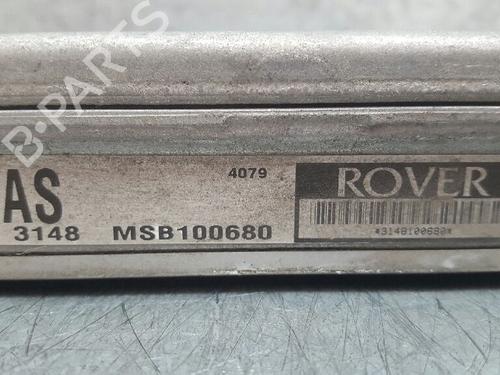 B-PARTS
4079
AS
3148 MSB100680
ROVER
*3148100680*